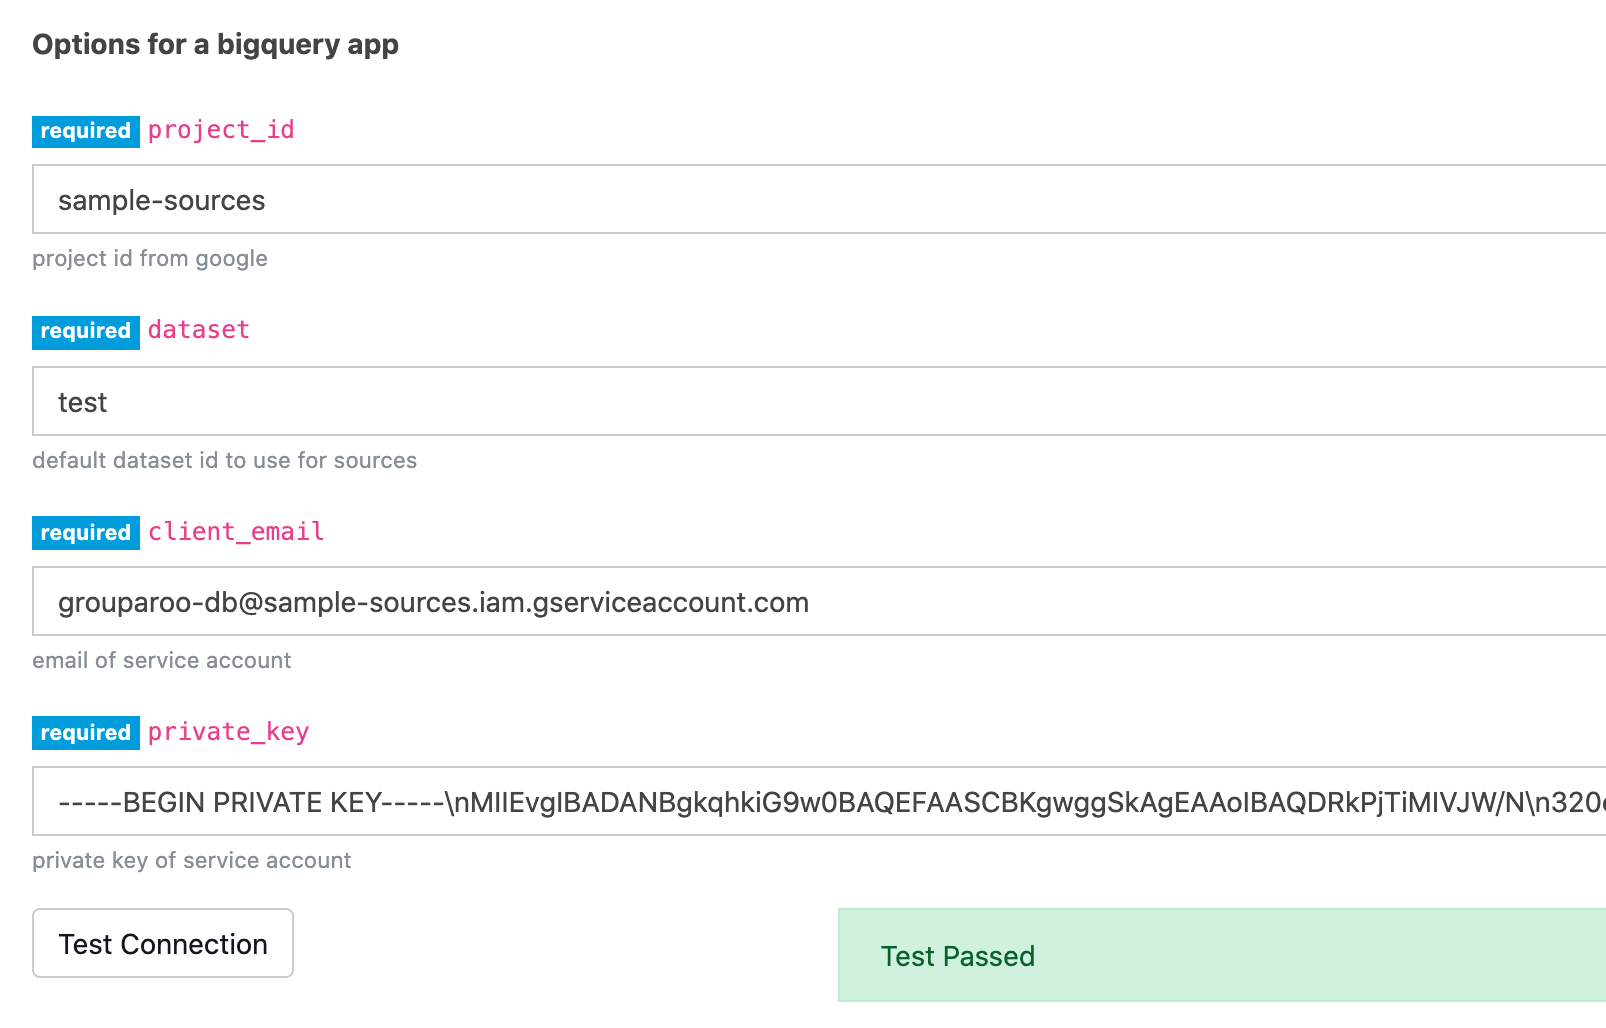 Options for a bigquery app
required project_id
sample-sources
project id from google
required dataset
test
default dataset id to use for sources
required client_email
grouparoo-db@sample-sources.iam.gserviceaccount.com
email of service account
required private_key
-----BEGIN PRIVATE KEY-----\nMIIEvgIBADANBgkqhkiG9w0BAQEFAASCBKgwggSkAgEAAoIBAQDRkPjTiMIVJW/N\n320
private key of service account
Test Connection
Test Passed